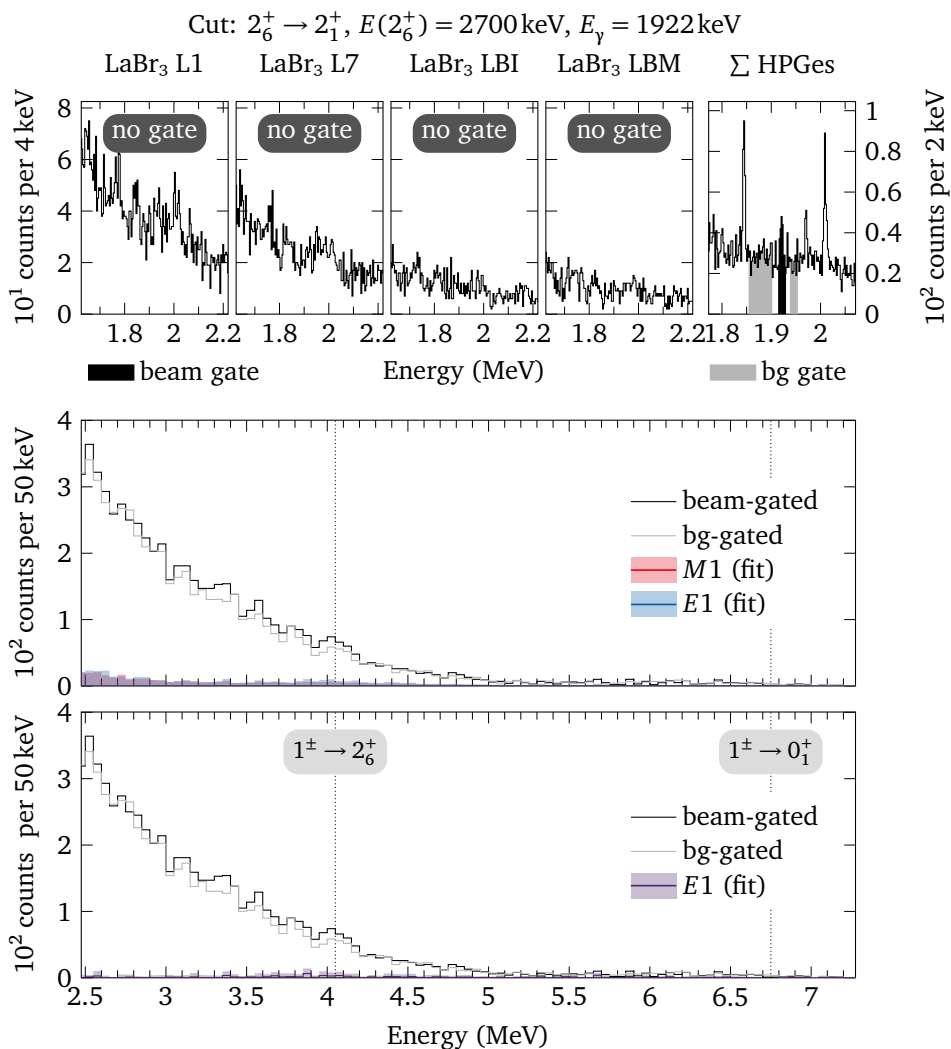 Cut: 2₆⁺ → 2₁⁺, E(2₆⁺) = 2700 keV, Eγ = 1922 keV
LaBr₃ L1 LaBr₃ L7 LaBr₃ LBI LaBr₃ LBM ∑ HPGes
10¹ counts per 4 keV
8
6
4
2
0
no gate no gate no gate no gate
1
0.8
0.6
0.4
0.2
0
10² counts per 2 keV
1.8 2 2.2 1.8 2 2.2 1.8 2 2.2 1.8 2 2.2 1.8 1.9 2
beam gate Energy (MeV) bg gate
10² counts per 50 keV
4
3
2
1
0
beam-gated
bg-gated
M1 (fit)
E1 (fit)
10² counts per 50 keV
4
3
2
1
0
1± → 2₆⁺ 1± → 0₁⁺
beam-gated
bg-gated
E1 (fit)
2.5 3 3.5 4 4.5 5 5.5 6 6.5 7
Energy (MeV)